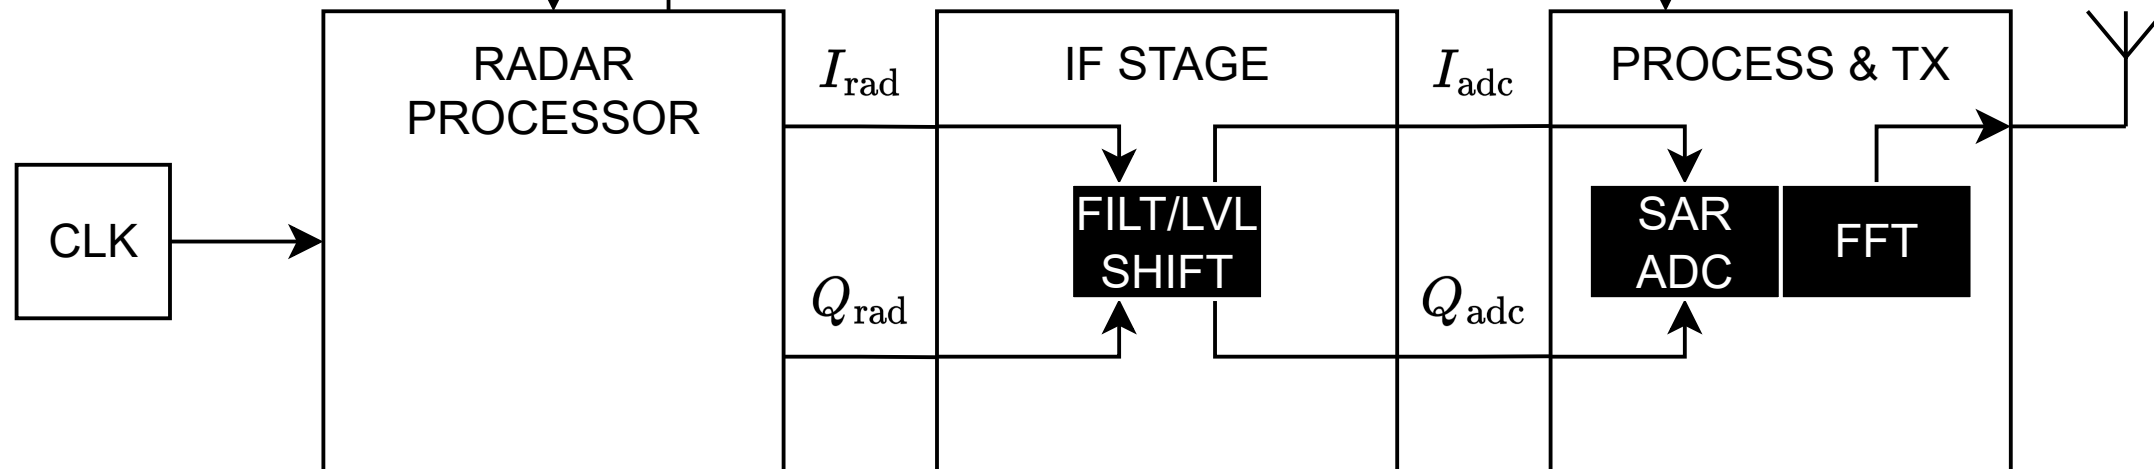 RADAR
PROCESSOR
I_rad
IF STAGE
I_adc
PROCESS & TX
CLK
FILT/LVL
SHIFT
SAR
ADC
FFT
Q_rad
Q_adc